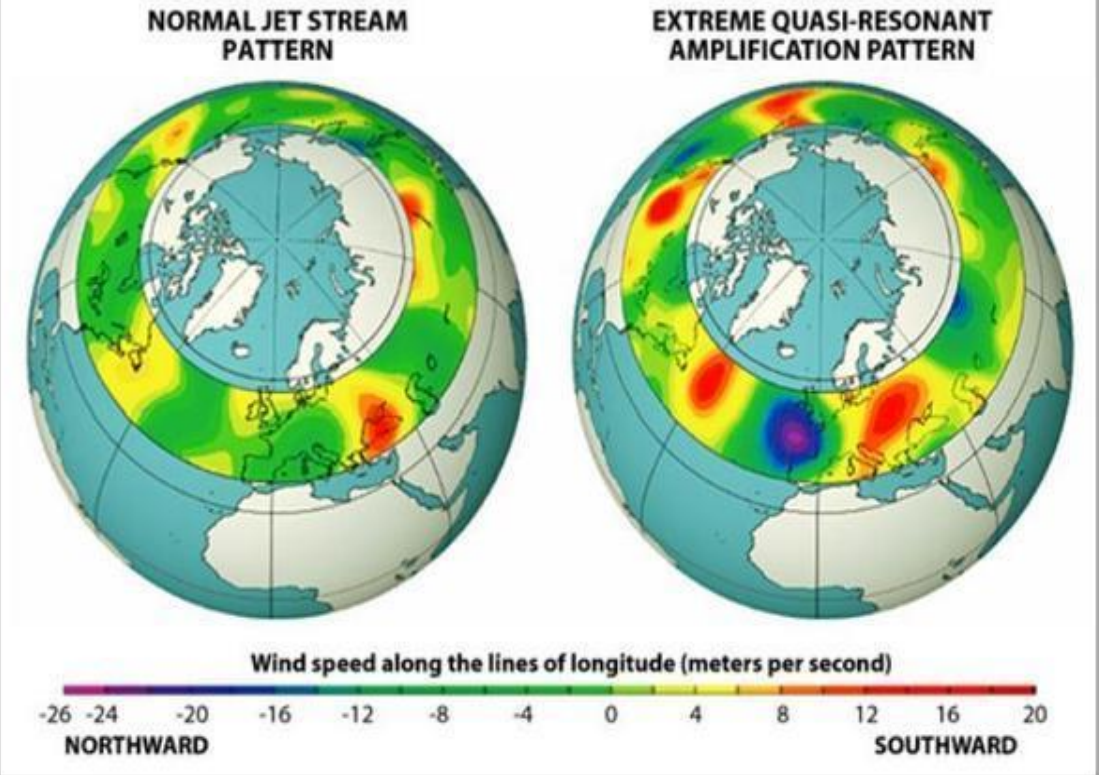 NORMAL JET STREAM
PATTERN
EXTREME QUASI-RESONANT
AMPLIFICATION PATTERN
Wind speed along the lines of longitude (meters per second)
-26 -24 -20 -16 -12 -8 -4 0 4 8 12 16 20
NORTHWARD SOUTHWARD